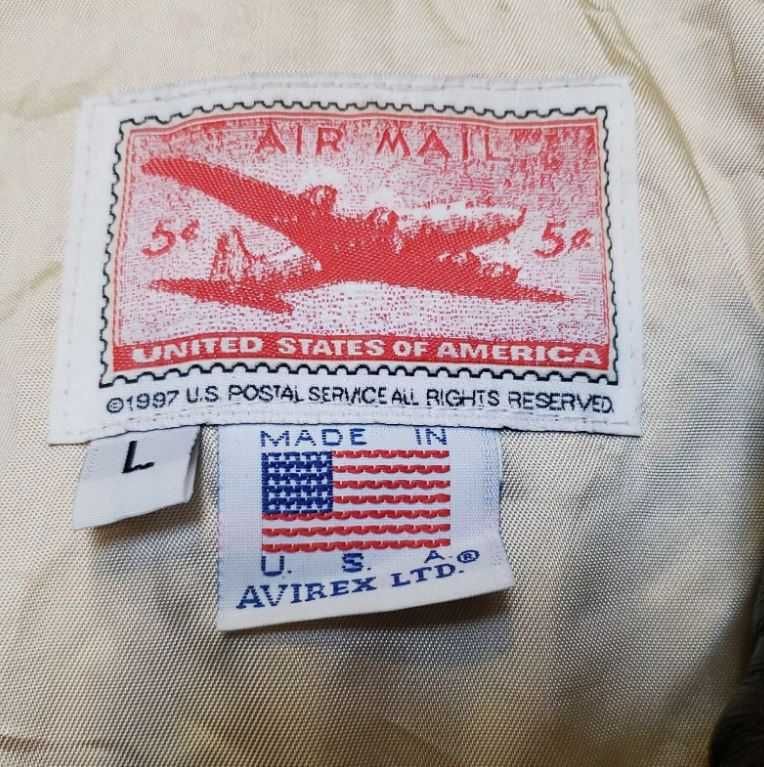 AIR MAIL
5¢ 5¢
UNITED STATES OF AMERICA
©1997 U.S. POSTAL SERVICE ALL RIGHTS RESERVED.
L
MADE IN
U. S. A.
AVIREX LTD.®